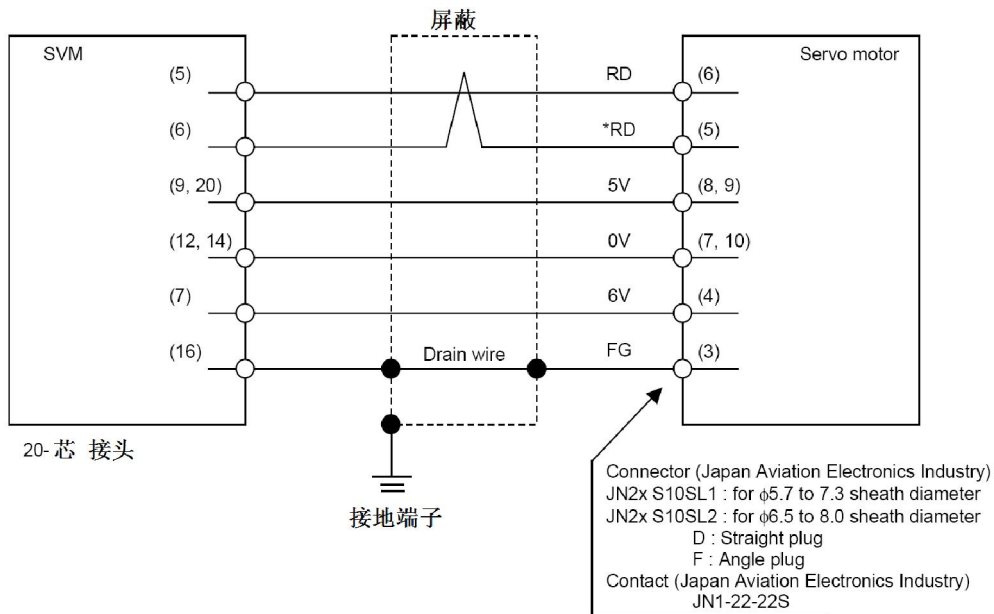 屏蔽
SVM
Servo motor
(5) RD (6)
(6) *RD (5)
(9, 20) 5V (8, 9)
(12, 14) 0V (7, 10)
(7) 6V (4)
(16) Drain wire FG (3)
20- 芯 接头
接地端子
Connector (Japan Aviation Electronics Industry)
JN2x S10SL1 : for ϕ5.7 to 7.3 sheath diameter
JN2x S10SL2 : for ϕ6.5 to 8.0 sheath diameter
D : Straight plug
F : Angle plug
Contact (Japan Aviation Electronics Industry)
JN1-22-22S